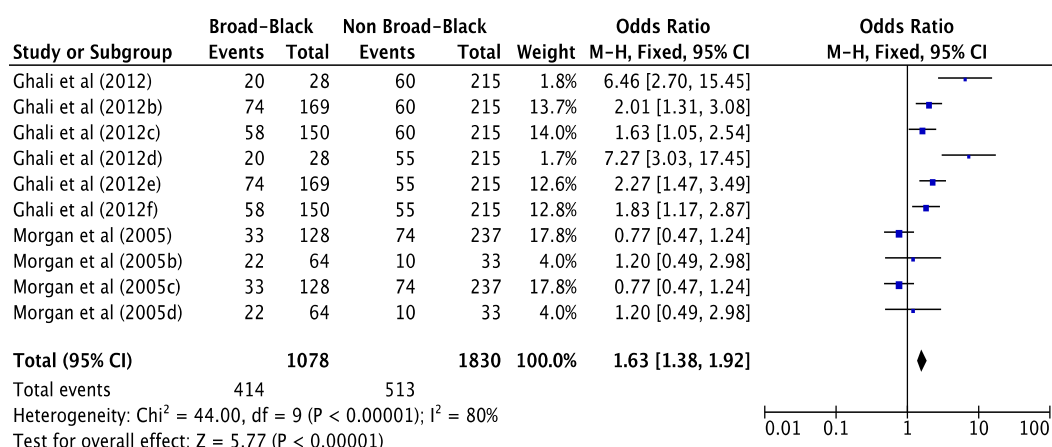 Broad-Black Non Broad-Black Odds Ratio Odds Ratio
Study or Subgroup Events Total Events Total Weight M-H, Fixed, 95% CI M-H, Fixed, 95% CI
Ghali et al (2012) 20 28 60 215 1.8% 6.46 [2.70, 15.45]
Ghali et al (2012b 74 169 60 215 13.7% 2.01 [1.31, 3.08]
Ghali et al (2012c 58 150 60 215 14.0% 1.63 [1.05, 2.54]
Ghali et al (2012d 20 28 55 215 1.7% 7.27 [3.03, 17.45]
Ghali et al (2012e 74 169 55 215 12.6% 2.27 [1.47, 3.49]
Ghali et al (2012f 58 150 55 215 12.8% 1.83 [1.17, 2.87]
Morgan et al (2005) 33 128 74 237 17.8% 0.77 [0.47, 1.24]
Morgan et al (2005b) 22 64 10 33 4.0% 1.20 [0.49, 2.98]
Morgan et al (2005c) 33 128 74 237 17.8% 0.77 [0.47, 1.24]
Morgan et al (2005d) 22 64 10 33 4.0% 1.20 [0.49, 2.98]
Total (95% CI) 1078 1830 100.0% 1.63 [1.38, 1.92]
Total events 414 513
Heterogeneity: Chi² = 44.00, df = 9 (P < 0.00001); I² = 80%
Test for overall effect: Z = 5.77 (P < 0.00001)
0.01 0.1 1 10 100